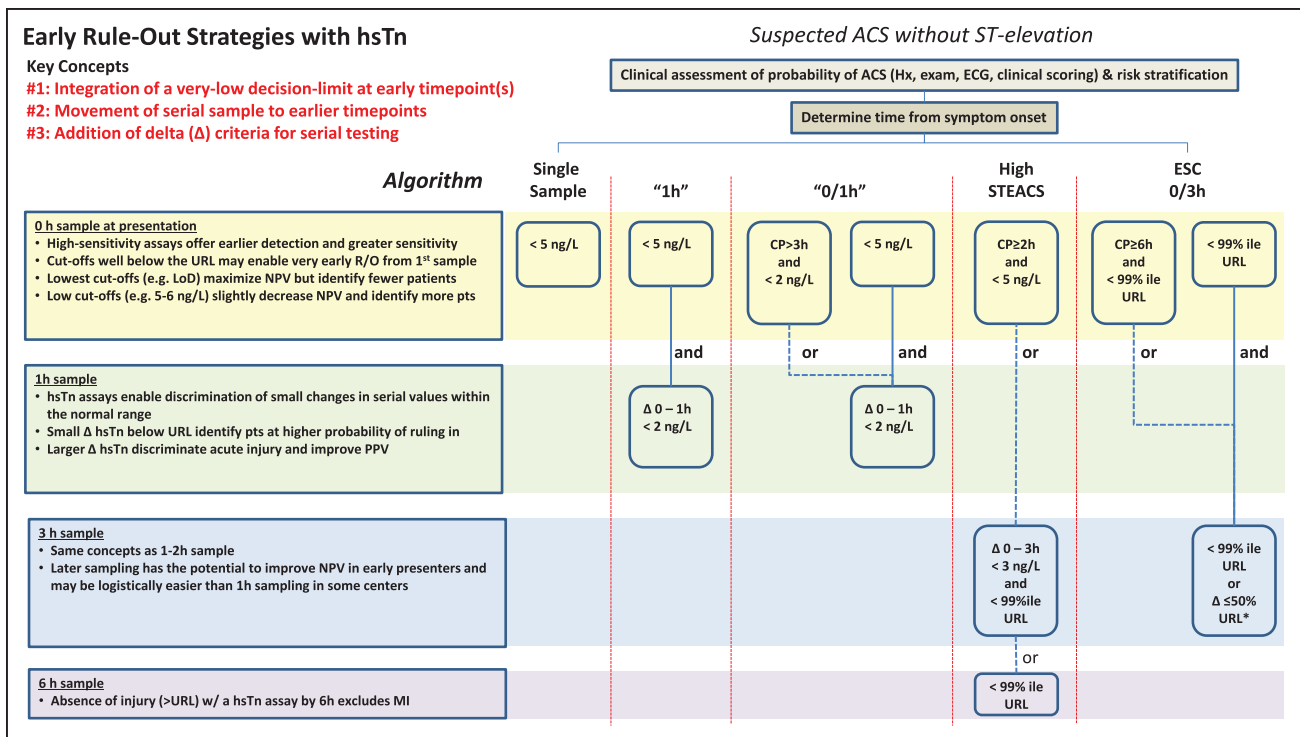 Early Rule-Out Strategies with hsTn
Key Concepts
#1: Integration of a very-low decision-limit at early timepoint(s)
#2: Movement of serial sample to earlier timepoints
#3: Addition of delta (Δ) criteria for serial testing
Suspected ACS without ST-elevation
Clinical assessment of probability of ACS (Hx, exam, ECG, clinical scoring) & risk stratification
Determine time from symptom onset
Algorithm
Single
Sample
“1h”
“0/1h”
High
STEACS
ESC
0/3h
0 h sample at presentation
• High-sensitivity assays offer earlier detection and greater sensitivity
• Cut-offs well below the URL may enable very early R/O from 1st sample
• Lowest cut-offs (e.g. LoD) maximize NPV but identify fewer patients
• Low cut-offs (e.g. 5-6 ng/L) slightly decrease NPV and identify more pts
< 5 ng/L
< 5 ng/L
CP>3h
and
< 2 ng/L
< 5 ng/L
CP≥2h
and
< 5 ng/L
CP≥6h
and
< 99% ile
URL
< 99% ile
URL
and
or
and
or
or
and
1h sample
• hsTn assays enable discrimination of small changes in serial values within
the normal range
• Small Δ hsTn below URL identify pts at higher probability of ruling in
• Larger Δ hsTn discriminate acute injury and improve PPV
Δ 0 – 1h
< 2 ng/L
Δ 0 – 1h
< 2 ng/L
3 h sample
• Same concepts as 1-2h sample
• Later sampling has the potential to improve NPV in early presenters and
may be logistically easier than 1h sampling in some centers
Δ 0 – 3h
< 3 ng/L
and
< 99%ile
URL
< 99% ile
URL
or
Δ ≤50%
URL*
or
6 h sample
• Absence of injury (>URL) w/ a hsTn assay by 6h excludes MI
< 99% ile
URL